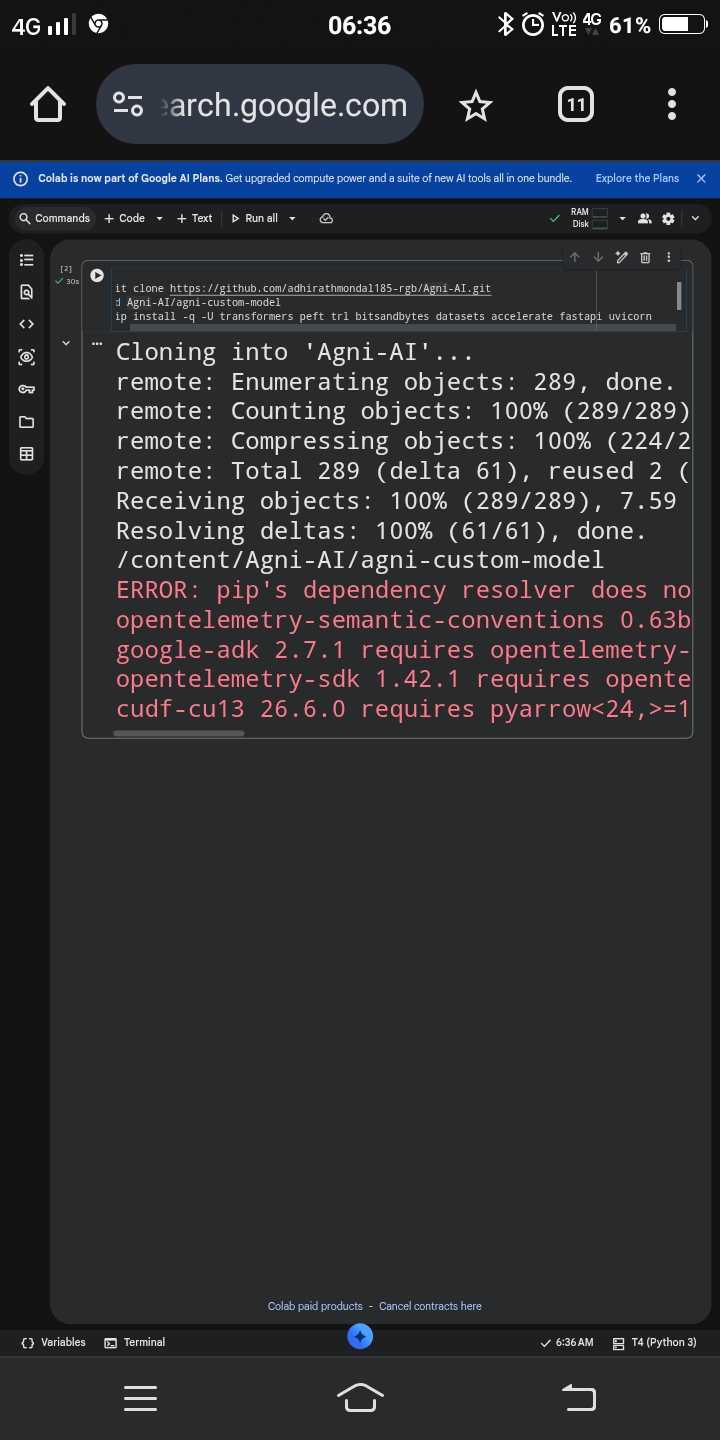 4G
06:36
Vo))
LTE
4G
61%
arch.google.com
11
Colab is now part of Google AI Plans. Get upgraded compute power and a suite of new AI tools all in one bundle.
Explore the Plans
Commands
+ Code
+ Text
Run all
RAM
Disk
[2]
30s
it clone https://github.com/adhirathmondal185-rgb/Agni-AI.git
d Agni-AI/agni-custom-model
ip install -q -U transformers peft trl bitsandbytes datasets accelerate fastapi uvicorn
Cloning into 'Agni-AI'...
remote: Enumerating objects: 289, done.
remote: Counting objects: 100% (289/289)
remote: Compressing objects: 100% (224/2
remote: Total 289 (delta 61), reused 2 (
Receiving objects: 100% (289/289), 7.59
Resolving deltas: 100% (61/61), done.
/content/Agni-AI/agni-custom-model
ERROR: pip's dependency resolver does no
opentelemetry-semantic-conventions 0.63b
google-adk 2.7.1 requires opentelemetry-
opentelemetry-sdk 1.42.1 requires opente
cudf-cu13 26.6.0 requires pyarrow<24,>=1
Colab paid products - Cancel contracts here
Variables
Terminal
6:36 AM
T4 (Python 3)